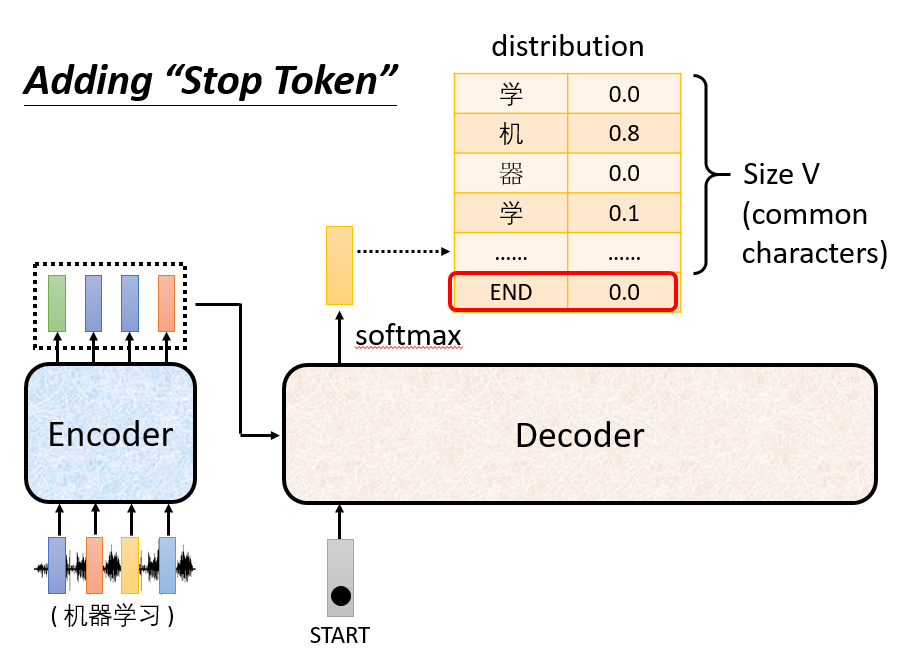 Adding “Stop Token”
distribution
学 0.0
机 0.8
器 0.0
学 0.1
...... ......
END 0.0
Size V
(common
characters)
softmax
Encoder
Decoder
( 机器学习 )
START